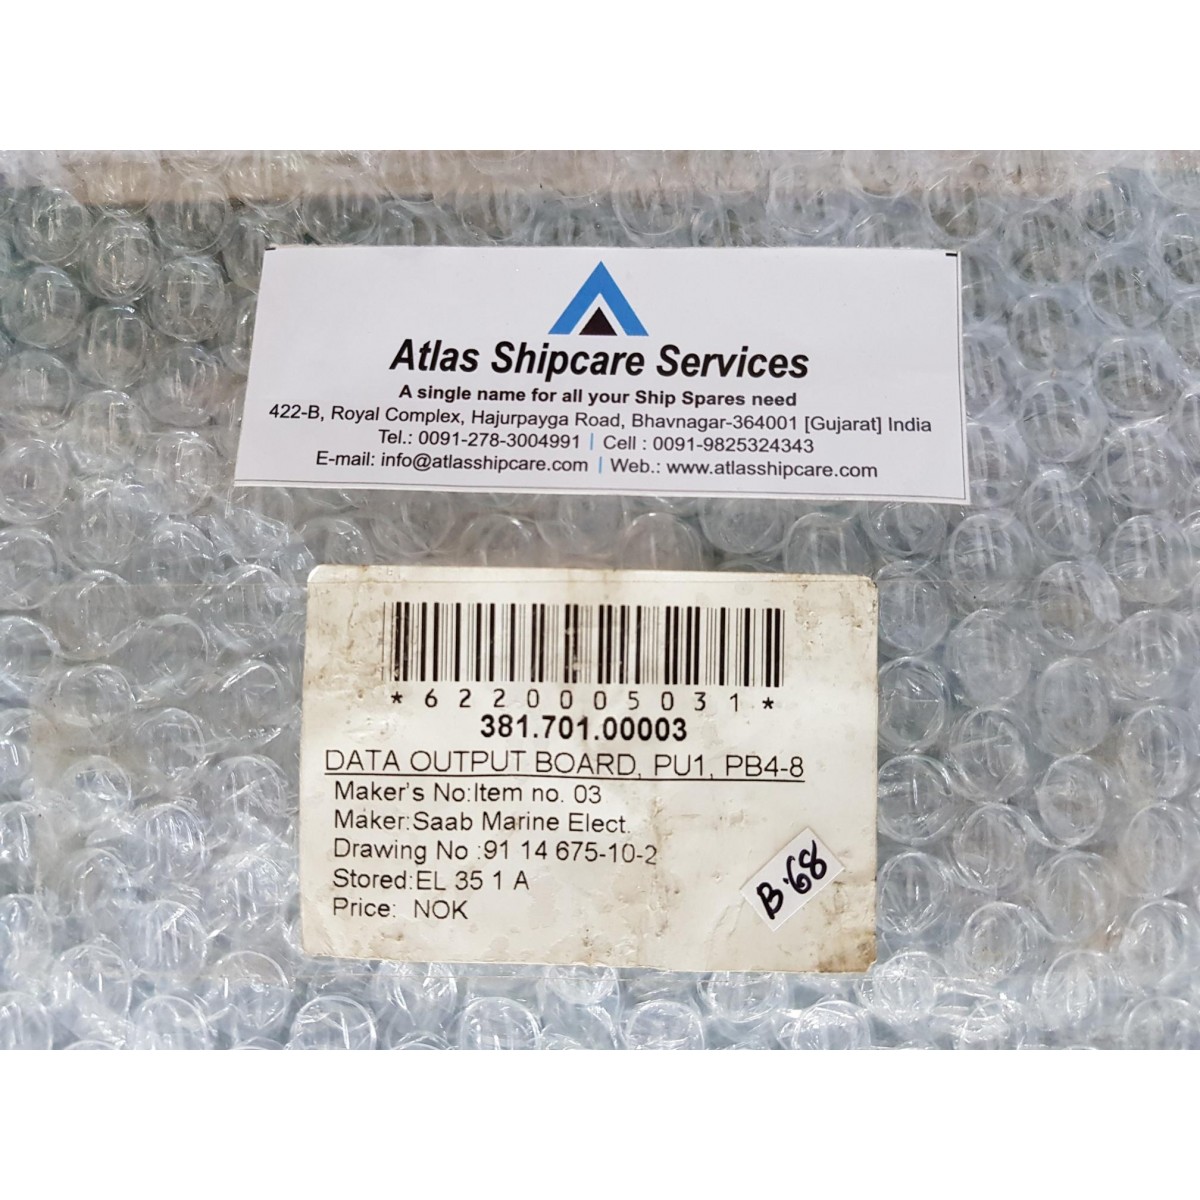 Atlas Shipcare Services
A single name for all your Ship Spares need
422-B, Royal Complex, Hajurpayga Road, Bhavnagar-364001 [Gujarat] India
Tel.: 0091-278-3004991 | Cell : 0091-9825324343
E-mail: info@atlasshipcare.com | Web.: www.atlasshipcare.com
*6220005031*
381.701.00003
DATA OUTPUT BOARD, PU1, PB4-8
Maker's No:Item no. 03
Maker:Saab Marine Elect.
Drawing No :91 14 675-10-2
Stored:EL 35 1 A
Price: NOK
B.68